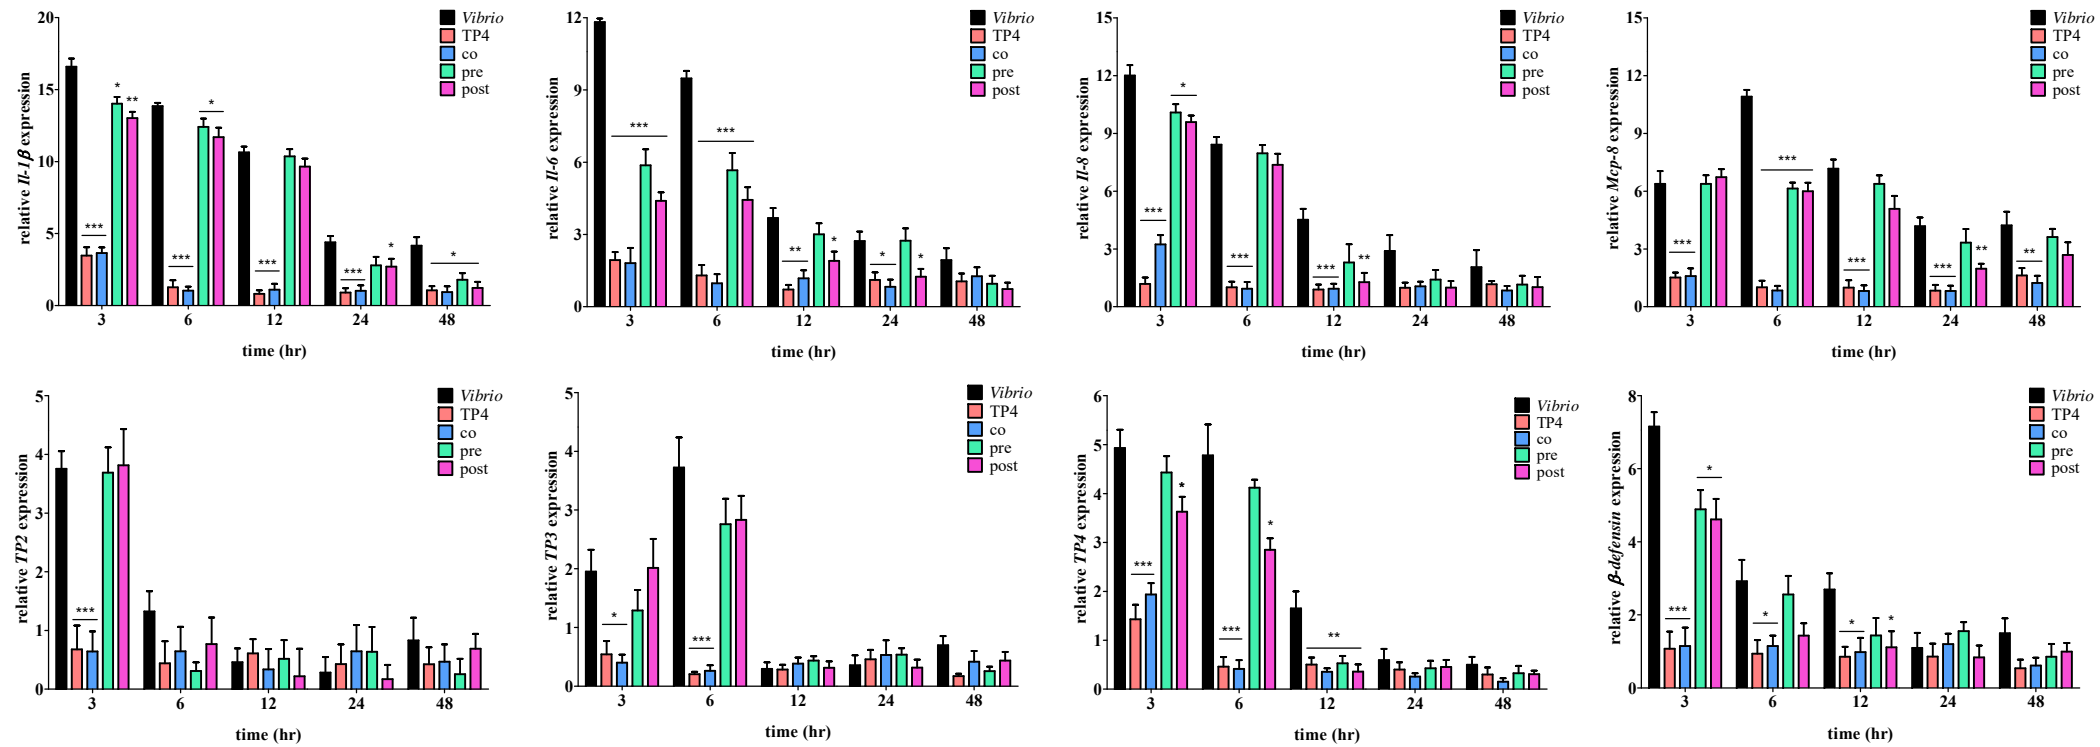 relative Il-1β expression
20
15
10
5
0
***
*
**
***
*
***
***
*
*
3 6 12 24 48
time (hr)
Vibrio
TP4
co
pre
post
relative Il-6 expression
12
9
6
3
0
***
***
**
*
*
*
3 6 12 24 48
time (hr)
Vibrio
TP4
co
pre
post
relative Il-8 expression
15
12
9
6
3
0
***
*
***
***
**
3 6 12 24 48
time (hr)
Vibrio
TP4
co
pre
post
relative Mcp-8 expression
15
12
9
6
3
0
***
***
***
***
**
**
3 6 12 24 48
time (hr)
Vibrio
TP4
co
pre
post
relative TP2 expression
5
4
3
2
1
0
***
3 6 12 24 48
time (hr)
Vibrio
TP4
co
pre
post
relative TP3 expression
5
4
3
2
1
0
*
***
3 6 12 24 48
time (hr)
Vibrio
TP4
co
pre
post
relative TP4 expression
6
5
4
3
2
1
0
***
*
***
*
**
3 6 12 24 48
time (hr)
Vibrio
TP4
co
pre
post
relative β-defensin expression
8
6
4
2
0
***
*
*
*
*
3 6 12 24 48
time (hr)
Vibrio
TP4
co
pre
post